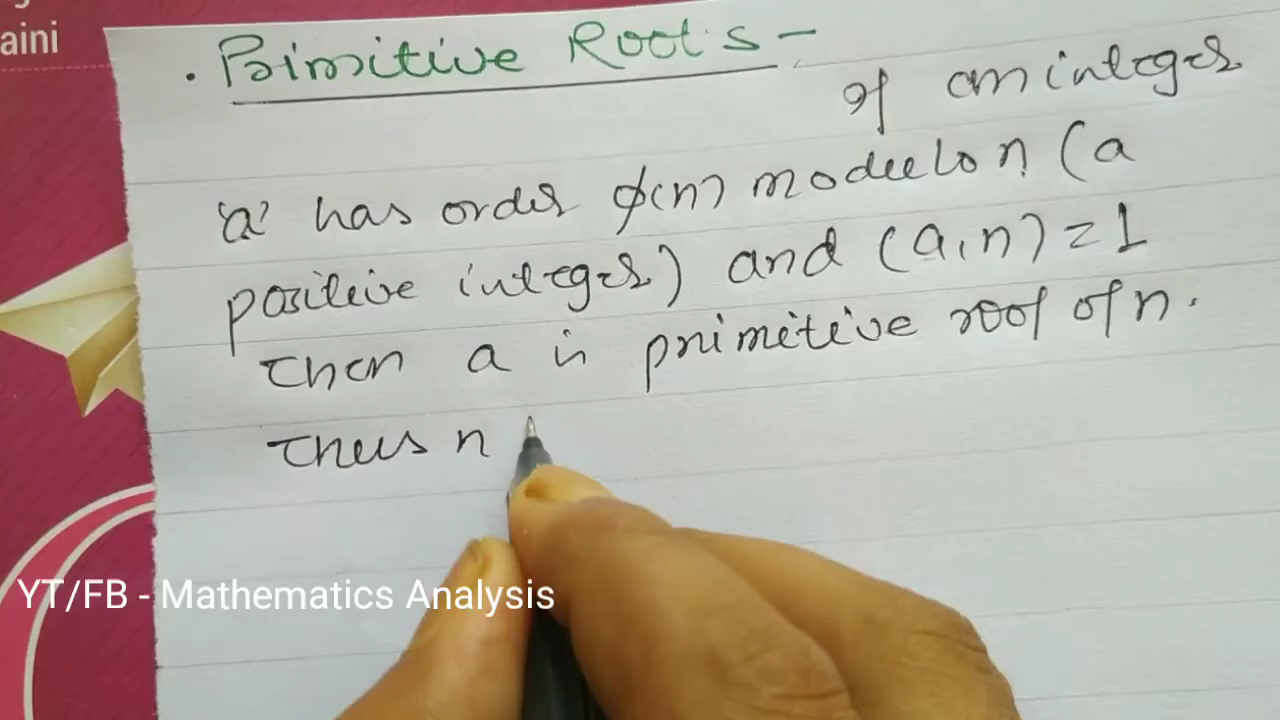 aini
. Primitive Roots -
of an integer
'a' has order ϕ(n) modulo n (a
positive integer) and (a, n) = 1
then a is primitive root of n.
thus n
YT/FB - Mathematics Analysis